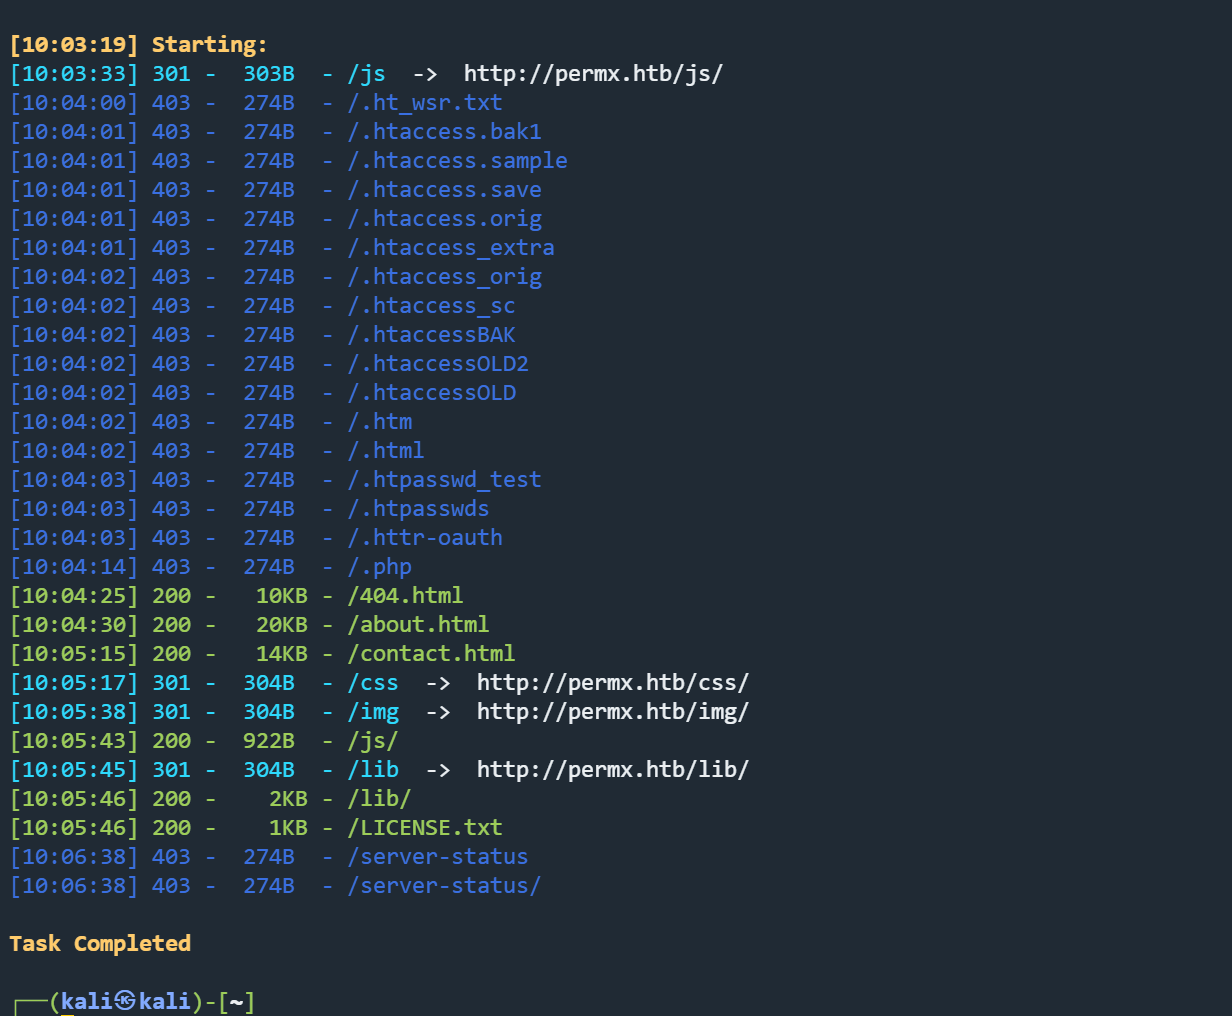 [10:03:19] Starting:
[10:03:33] 301 -  303B  - /js  ->  http://permx.htb/js/
[10:04:00] 403 -  274B  - /.ht_wsr.txt
[10:04:01] 403 -  274B  - /.htaccess.bak1
[10:04:01] 403 -  274B  - /.htaccess.sample
[10:04:01] 403 -  274B  - /.htaccess.save
[10:04:01] 403 -  274B  - /.htaccess.orig
[10:04:01] 403 -  274B  - /.htaccess_extra
[10:04:02] 403 -  274B  - /.htaccess_orig
[10:04:02] 403 -  274B  - /.htaccess_sc
[10:04:02] 403 -  274B  - /.htaccessBAK
[10:04:02] 403 -  274B  - /.htaccessOLD2
[10:04:02] 403 -  274B  - /.htaccessOLD
[10:04:02] 403 -  274B  - /.htm
[10:04:02] 403 -  274B  - /.html
[10:04:03] 403 -  274B  - /.htpasswd_test
[10:04:03] 403 -  274B  - /.htpasswds
[10:04:03] 403 -  274B  - /.httr-oauth
[10:04:14] 403 -  274B  - /.php
[10:04:25] 200 -   10KB - /404.html
[10:04:30] 200 -   20KB - /about.html
[10:05:15] 200 -   14KB - /contact.html
[10:05:17] 301 -  304B  - /css  ->  http://permx.htb/css/
[10:05:38] 301 -  304B  - /img  ->  http://permx.htb/img/
[10:05:43] 200 -  922B  - /js/
[10:05:45] 301 -  304B  - /lib  ->  http://permx.htb/lib/
[10:05:46] 200 -    2KB - /lib/
[10:05:46] 200 -    1KB - /LICENSE.txt
[10:06:38] 403 -  274B  - /server-status
[10:06:38] 403 -  274B  - /server-status/
Task Completed
┌──(kali㉿kali)-[~]